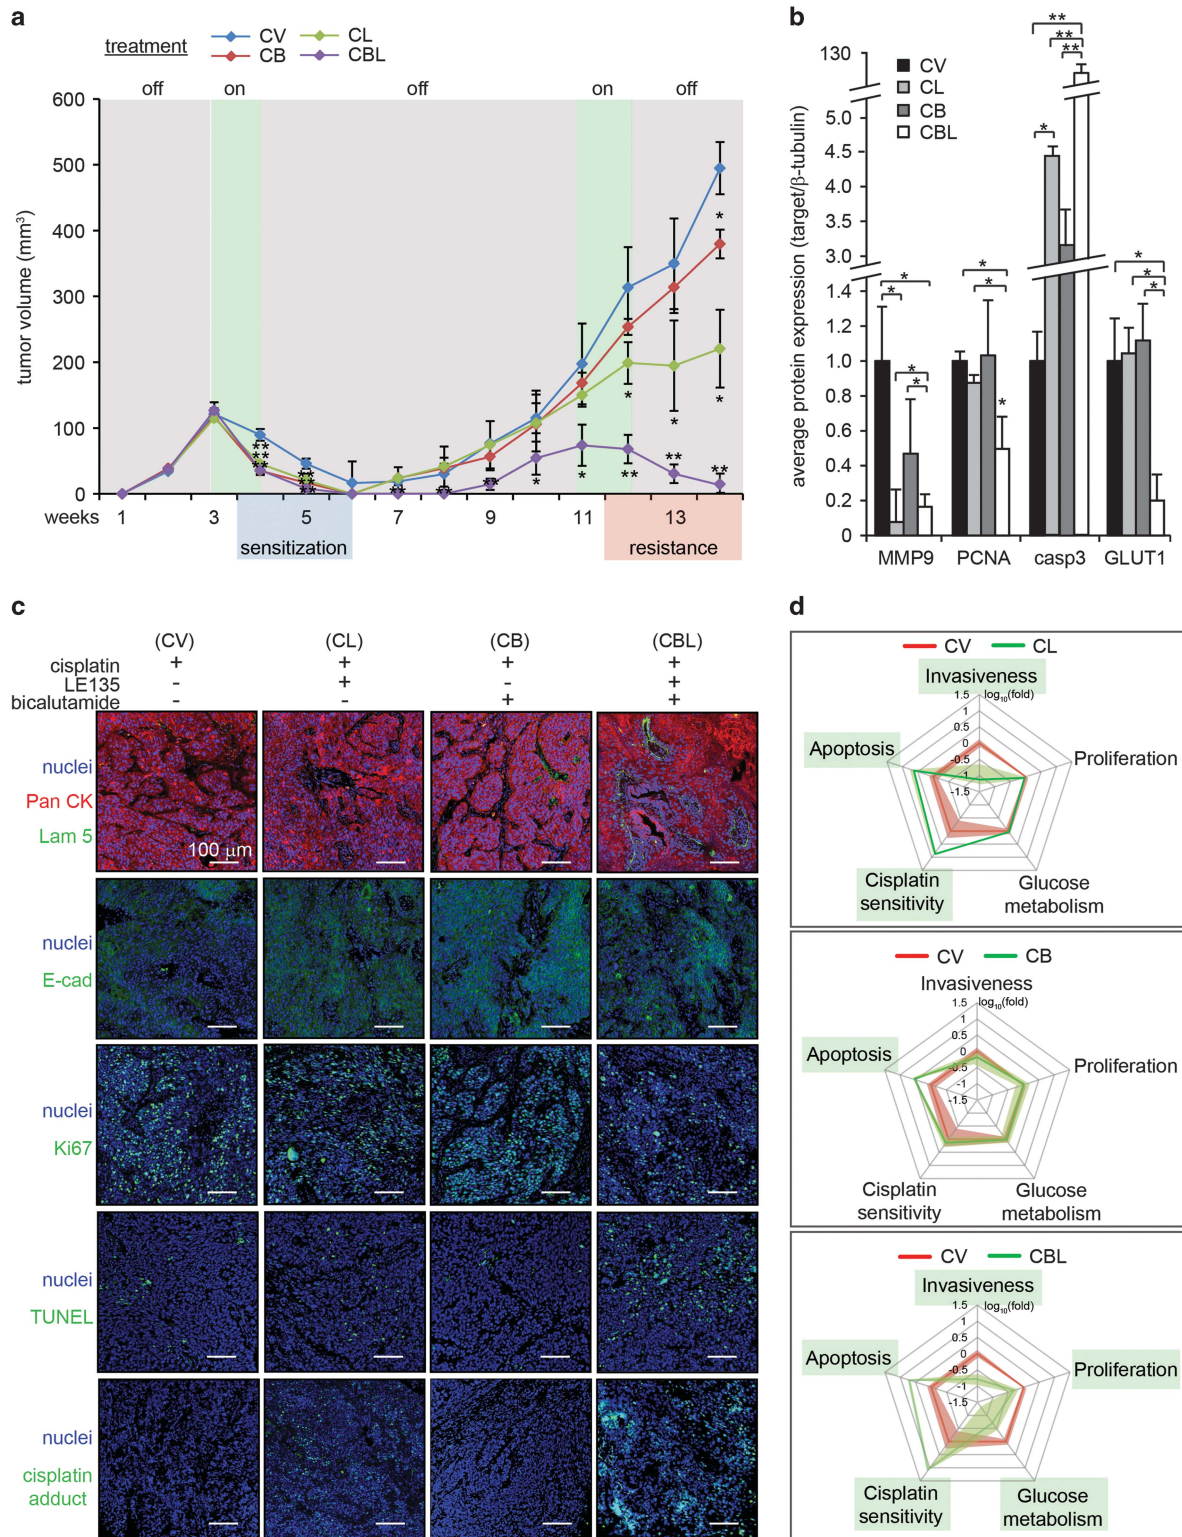 a
treatment
CV
CL
CB
CBL
off
on
off
on
off
tumor volume (mm³)
600
500
400
300
200
100
0
weeks
1
3
5
7
9
11
13
sensitization
resistance
*
*
*
*
*
*
**
**
**
**
**
**
**
**
**
*
*
**
**
**
b
average protein expression (target/β-tubulin)
CV
CL
CB
CBL
130
5.0
4.5
3.5
3.0
1.4
1.2
1.0
0.8
0.6
0.4
0.2
0
*
*
*
*
*
*
*
*
**
**
**
*
*
*
MMP9
PCNA
casp3
GLUT1
c
(CV) (CL) (CB) (CBL)
cisplatin + + + +
LE135 - + - +
bicalutamide - - + +
nuclei
Pan CK
Lam 5
100 μm
nuclei
E-cad
nuclei
Ki67
nuclei
TUNEL
nuclei
cisplatin
adduct
d
CV CL
Invasiveness
1.5 log₁₀(fold)
1
0.5
0
-0.5
-1
-1.5
Apoptosis
Proliferation
Cisplatin
sensitivity
Glucose
metabolism
CV CB
Invasiveness
1.5 log₁₀(fold)
1
0.5
0
-0.5
-1
-1.5
Apoptosis
Proliferation
Cisplatin
sensitivity
Glucose
metabolism
CV CBL
Invasiveness
1.5 log₁₀(fold)
1
0.5
0
-0.5
-1
-1.5
Apoptosis
Proliferation
Cisplatin
sensitivity
Glucose
metabolism